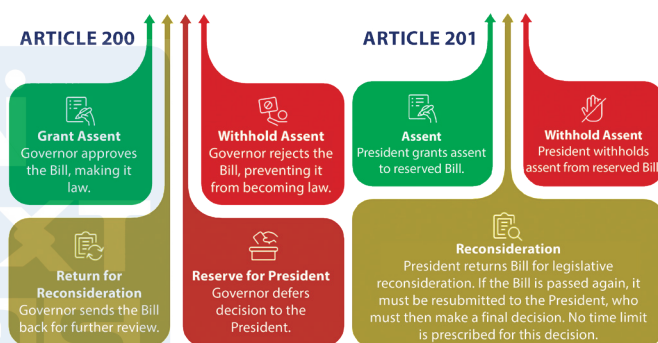 ARTICLE 200
Grant Assent
Governor approves
the Bill, making it
law.
Withhold Assent
Governor rejects the
Bill, preventing it
from becoming law.
Return for
Reconsideration
Governor sends the Bill
back for further review.
Reserve for President
Governor defers
decision to the
President.
ARTICLE 201
Assent
President grants assent
to reserved Bill.
Withhold Assent
President withholds
assent from reserved Bill
Reconsideration
President returns Bill for legislative
reconsideration. If the Bill is passed again, it
must be resubmitted to the President, who
must then make a final decision. No time limit
is prescribed for this decision.